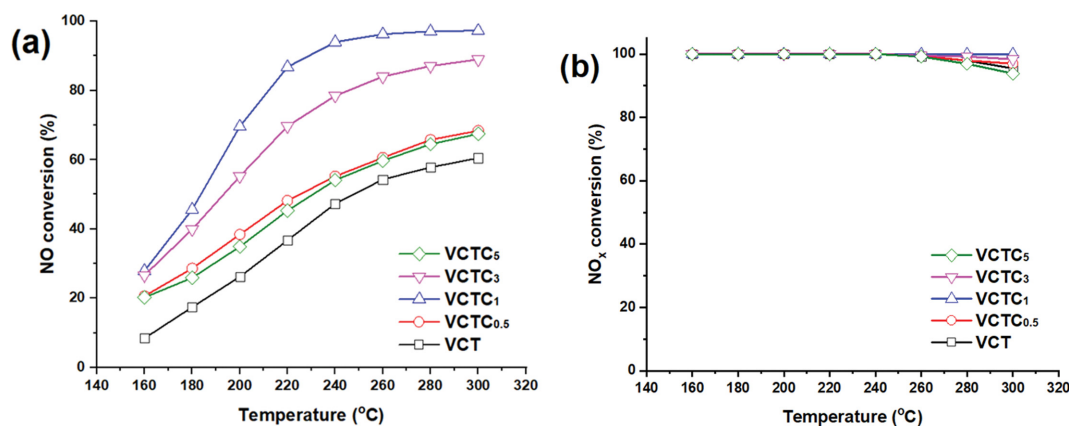 (a)
NO conversion (%)
100
80
60
40
20
0
140 160 180 200 220 240 260 280 300 320
Temperature (°C)
VCTC₅
VCTC₃
VCTC₁
VCTC₀.₅
VCT
(b)
NOₓ conversion (%)
100
80
60
40
20
0
140 160 180 200 220 240 260 280 300 320
Temperature (°C)
VCTC₅
VCTC₃
VCTC₁
VCTC₀.₅
VCT